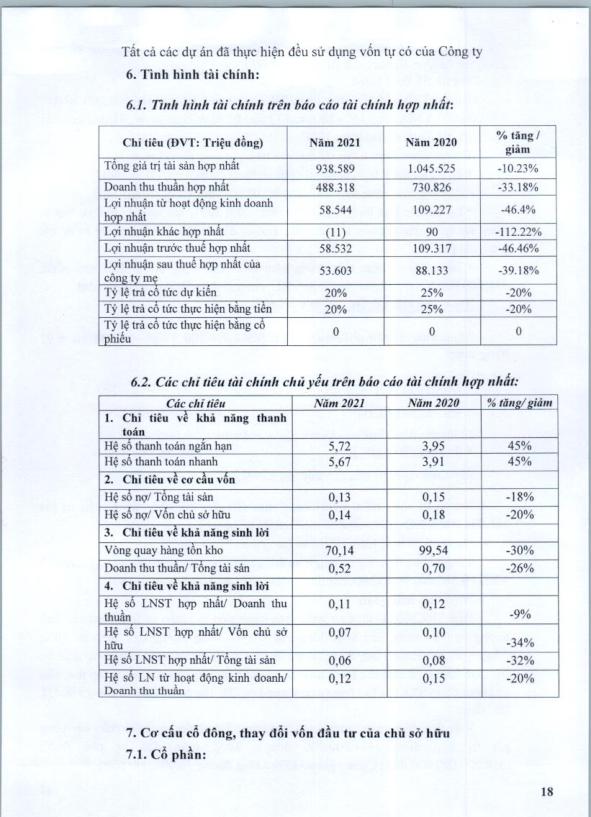 Tất cả các dự án đã thực hiện đều sử dụng vốn tự có của Công ty
6. Tình hình tài chính:
6.1. Tình hình tài chính trên báo cáo tài chính hợp nhất:
Chỉ tiêu (ĐVT: Triệu đồng) Năm 2021 Năm 2020 % tăng / giảm
Tổng giá trị tài sản hợp nhất 938.589 1.045.525 -10.23%
Doanh thu thuần hợp nhất 488.318 730.826 -33.18%
Lợi nhuận từ hoạt động kinh doanh
hợp nhất 58.544 109.227 -46.4%
Lợi nhuận khác hợp nhất (11) 90 -112.22%
Lợi nhuận trước thuế hợp nhất 58.532 109.317 -46.46%
Lợi nhuận sau thuế hợp nhất của
công ty mẹ 53.603 88.133 -39.18%
Tỷ lệ trả cổ tức dự kiến 20% 25% -20%
Tỷ lệ trả cổ tức thực hiện bằng tiền 20% 25% -20%
Tỷ lệ trả cổ tức thực hiện bằng cổ
phiếu 0 0 0
6.2. Các chỉ tiêu tài chính chủ yếu trên báo cáo tài chính hợp nhất:
Các chỉ tiêu Năm 2021 Năm 2020 % tăng/ giảm
1. Chỉ tiêu về khả năng thanh
toán
Hệ số thanh toán ngắn hạn 5,72 3,95 45%
Hệ số thanh toán nhanh 5,67 3,91 45%
2. Chỉ tiêu về cơ cấu vốn
Hệ số nợ/ Tổng tài sản 0,13 0,15 -18%
Hệ số nợ/ Vốn chủ sở hữu 0,14 0,18 -20%
3. Chỉ tiêu về khả năng sinh lời
Vòng quay hàng tồn kho 70,14 99,54 -30%
Doanh thu thuần/ Tổng tài sản 0,52 0,70 -26%
4. Chỉ tiêu về khả năng sinh lời
Hệ số LNST hợp nhất/ Doanh thu
thuần 0,11 0,12 -9%
Hệ số LNST hợp nhất/ Vốn chủ sở
hữu 0,07 0,10 -34%
Hệ số LNST hợp nhất/ Tổng tài sản 0,06 0,08 -32%
Hệ số LN từ hoạt động kinh doanh/
Doanh thu thuần 0,12 0,15 -20%
7. Cơ cấu cổ đông, thay đổi vốn đầu tư của chủ sở hữu
7.1. Cổ phần:
18